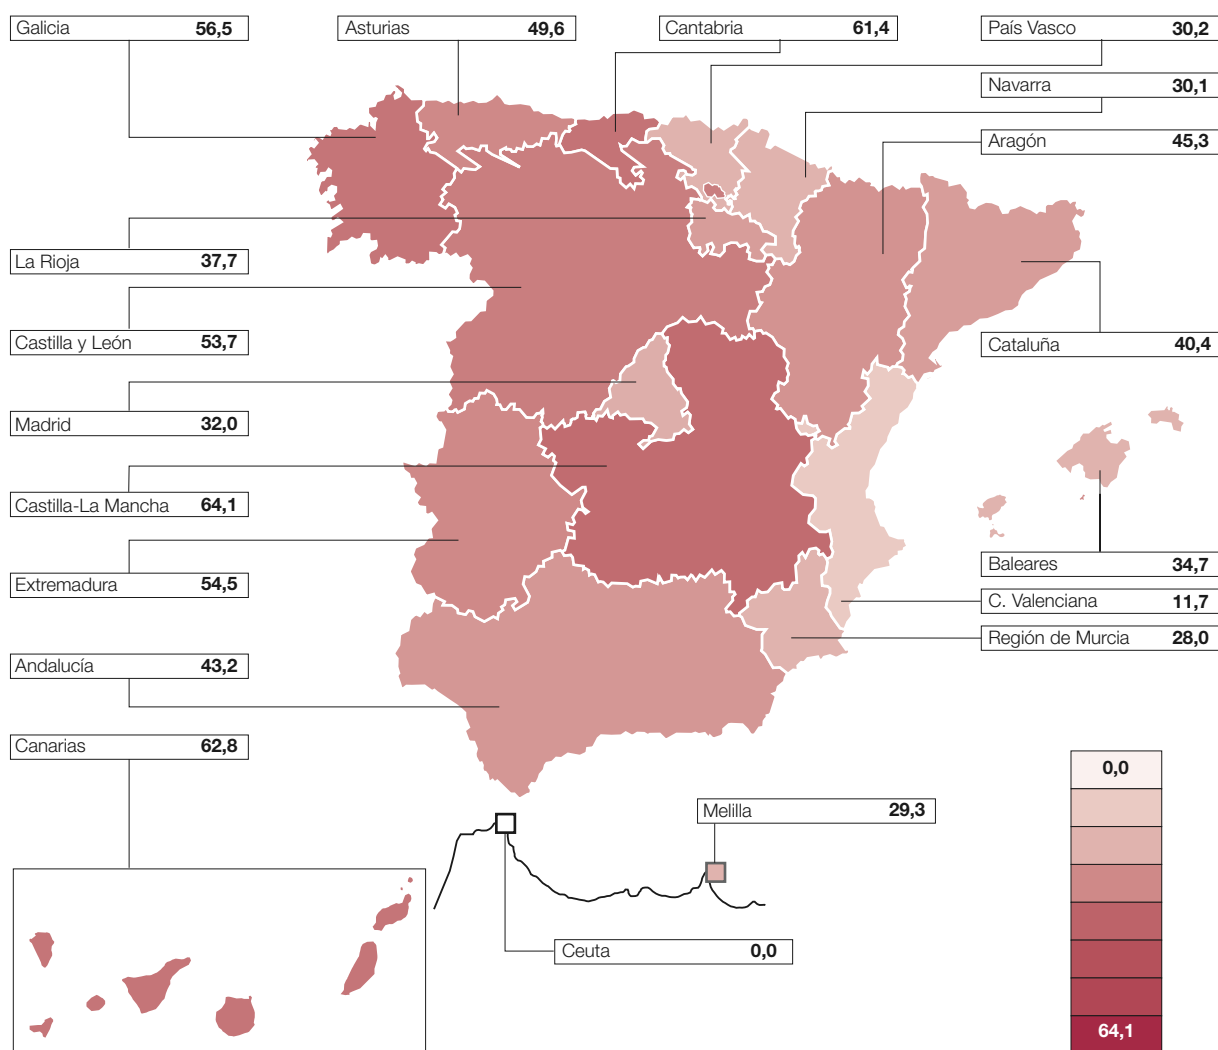 Galicia 56,5
Asturias 49,6
Cantabria 61,4
País Vasco 30,2
Navarra 30,1
Aragón 45,3
La Rioja 37,7
Castilla y León 53,7
Cataluña 40,4
Madrid 32,0
Castilla-La Mancha 64,1
Baleares 34,7
Extremadura 54,5
C. Valenciana 11,7
Región de Murcia 28,0
Andalucía 43,2
Canarias 62,8
0,0
Melilla 29,3
Ceuta 0,0
64,1